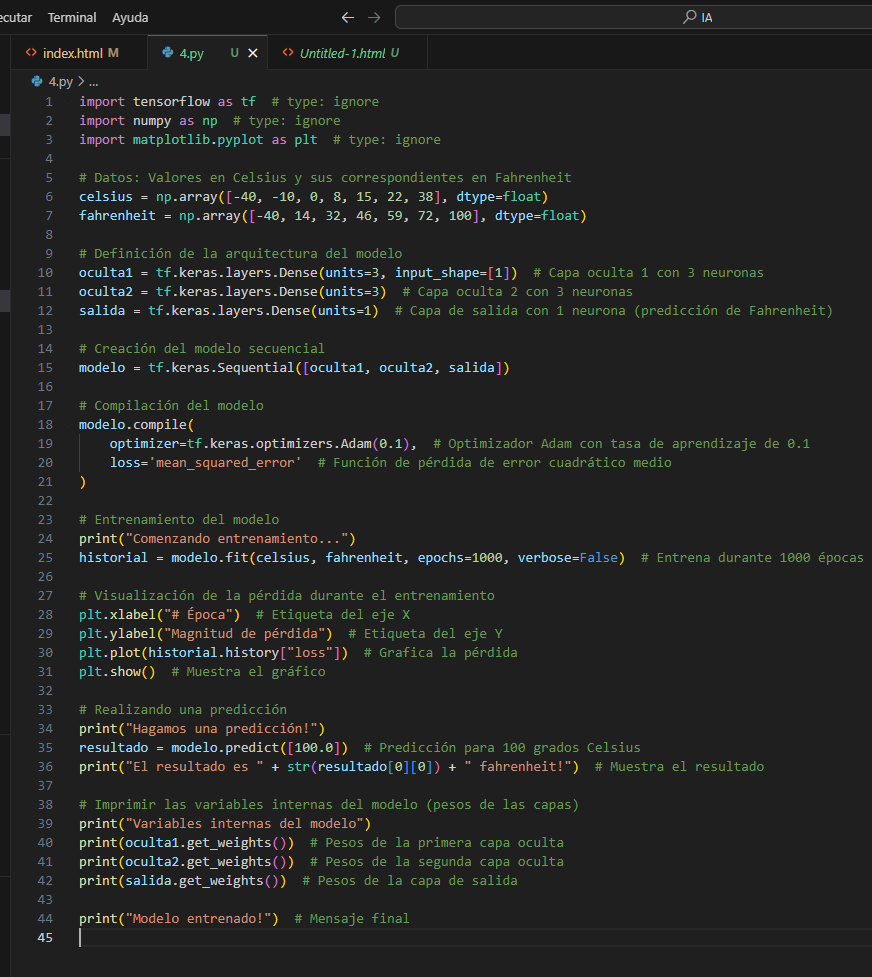 ecutar Terminal Ayuda ← → IA
<> index.html M 4.py U × <> Untitled-1.html U
4.py > ...
1 import tensorflow as tf  # type: ignore
2 import numpy as np  # type: ignore
3 import matplotlib.pyplot as plt  # type: ignore
4
5 # Datos: Valores en Celsius y sus correspondientes en Fahrenheit
6 celsius = np.array([-40, -10, 0, 8, 15, 22, 38], dtype=float)
7 fahrenheit = np.array([-40, 14, 32, 46, 59, 72, 100], dtype=float)
8
9 # Definición de la arquitectura del modelo
10 oculta1 = tf.keras.layers.Dense(units=3, input_shape=[1])  # Capa oculta 1 con 3 neuronas
11 oculta2 = tf.keras.layers.Dense(units=3)  # Capa oculta 2 con 3 neuronas
12 salida = tf.keras.layers.Dense(units=1)  # Capa de salida con 1 neurona (predicción de Fahrenheit)
13
14 # Creación del modelo secuencial
15 modelo = tf.keras.Sequential([oculta1, oculta2, salida])
16
17 # Compilación del modelo
18 modelo.compile(
19     optimizer=tf.keras.optimizers.Adam(0.1),  # Optimizador Adam con tasa de aprendizaje de 0.1
20     loss='mean_squared_error'  # Función de pérdida de error cuadrático medio
21 )
22
23 # Entrenamiento del modelo
24 print("Comenzando entrenamiento...")
25 historial = modelo.fit(celsius, fahrenheit, epochs=1000, verbose=False)  # Entrena durante 1000 épocas
26
27 # Visualización de la pérdida durante el entrenamiento
28 plt.xlabel("# Época")  # Etiqueta del eje X
29 plt.ylabel("Magnitud de pérdida")  # Etiqueta del eje Y
30 plt.plot(historial.history["loss"])  # Grafica la pérdida
31 plt.show()  # Muestra el gráfico
32
33 # Realizando una predicción
34 print("Hagamos una predicción!")
35 resultado = modelo.predict([100.0])  # Predicción para 100 grados Celsius
36 print("El resultado es " + str(resultado[0][0]) + " fahrenheit!")  # Muestra el resultado
37
38 # Imprimir las variables internas del modelo (pesos de las capas)
39 print("Variables internas del modelo")
40 print(oculta1.get_weights())  # Pesos de la primera capa oculta
41 print(oculta2.get_weights())  # Pesos de la segunda capa oculta
42 print(salida.get_weights())  # Pesos de la capa de salida
43
44 print("Modelo entrenado!")  # Mensaje final
45